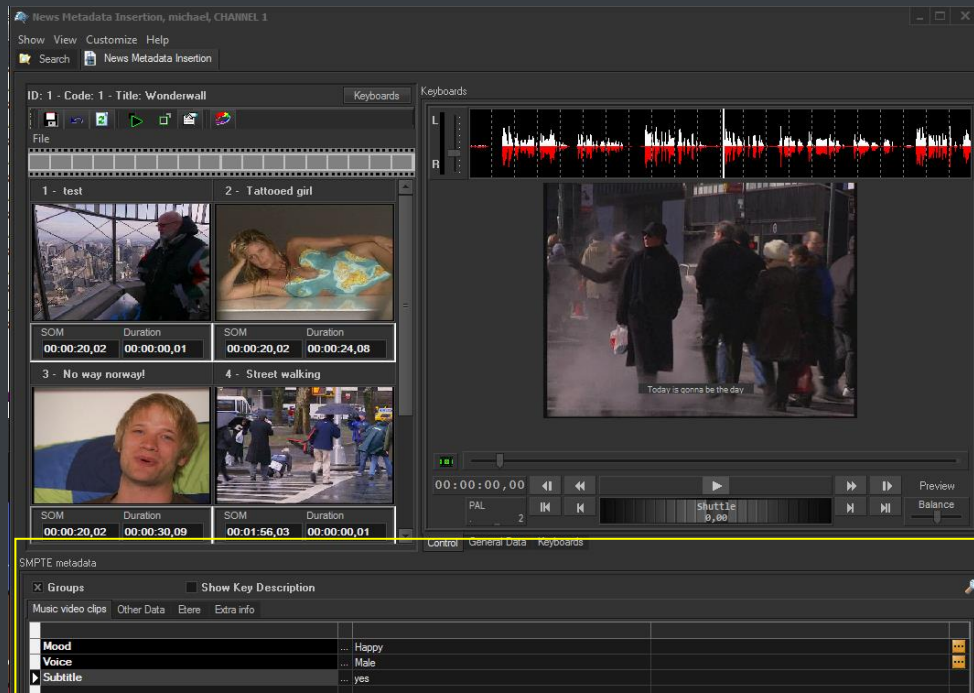 News Metadata Insertion, michael, CHANNEL 1
Show View Customize Help
Search News Metadata Insertion
ID: 1 - Code: 1 - Title: Wonderwall
Keyboards
File
1 - test
2 - Tattooed girl
SOM Duration
00:00:20,02 00:00:00,01
SOM Duration
00:00:20,02 00:00:24,08
3 - No way norway!
4 - Street walking
SOM Duration
00:00:20,02 00:00:30,09
SOM Duration
00:01:56,03 00:00:00,01
Keyboards
L
R
Today is gonna be the day
00:00:00,00
Preview
PAL
2
Shuttle
0,00
Balance
Control General Data Keyboards
SMPTE metadata
Groups Show Key Description
Music video clips Other Data Etere Extra info
Mood ... Happy ...
Voice ... Male ...
Subtitle ... yes